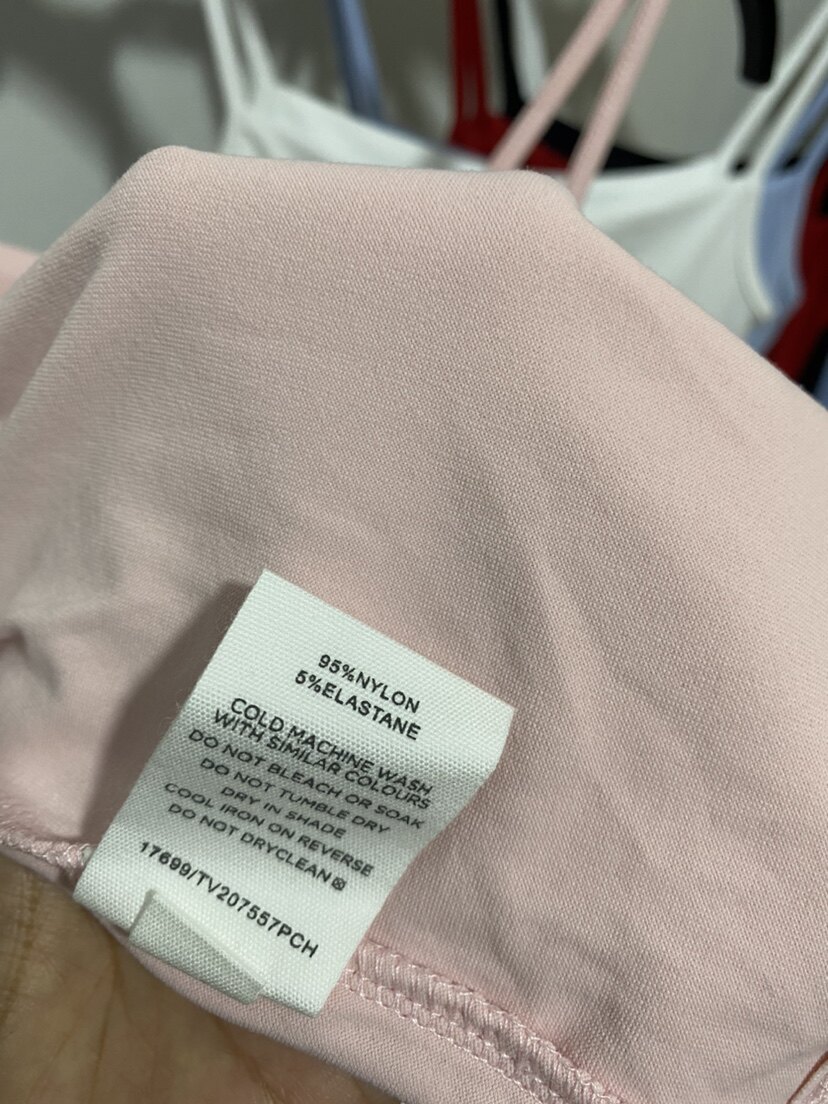 95%NYLON
5%ELASTANE
COLD MACHINE WASH
WITH SIMILAR COLOURS
DO NOT BLEACH OR SOAK
DO NOT TUMBLE DRY
DRY IN SHADE
COOL IRON ON REVERSE
DO NOT DRYCLEAN
17699/TV207557PCH